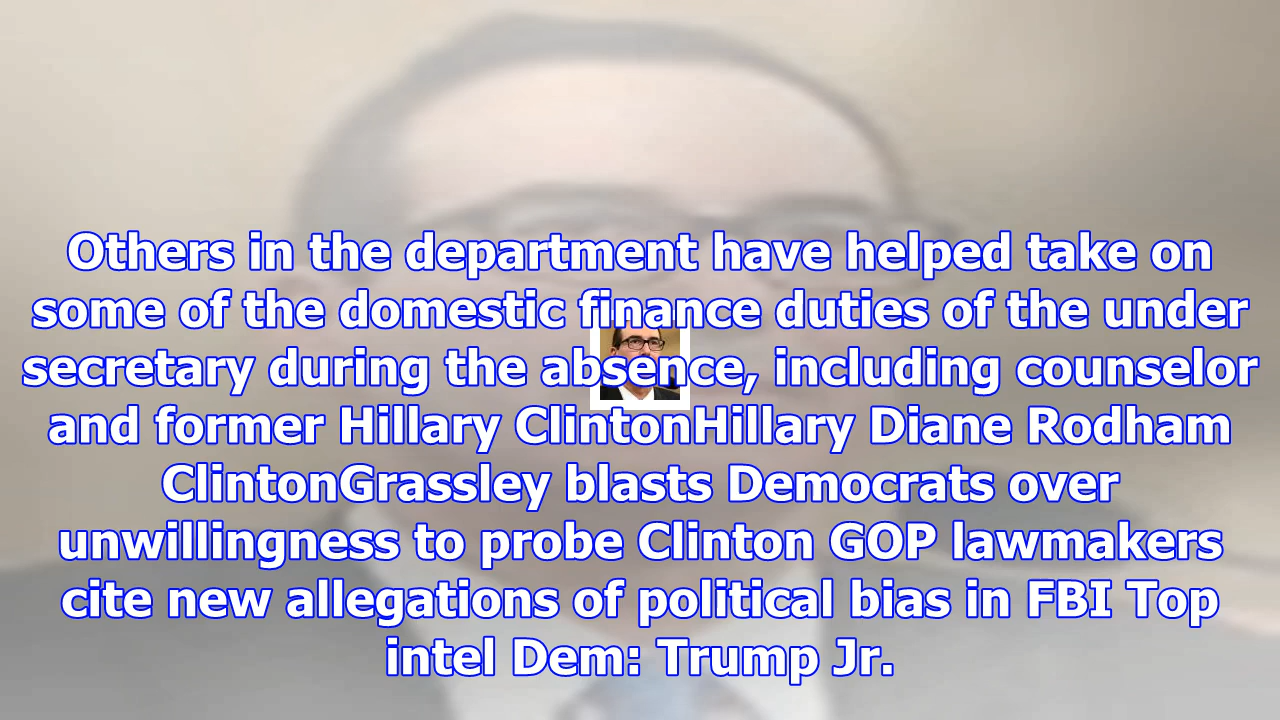 Others in the department have helped take on
some of the domestic finance duties of the under
secretary during the absence, including counselor
and former Hillary ClintonHillary Diane Rodham
ClintonGrassley blasts Democrats over
unwillingness to probe Clinton GOP lawmakers
cite new allegations of political bias in FBI Top
intel Dem: Trump Jr.